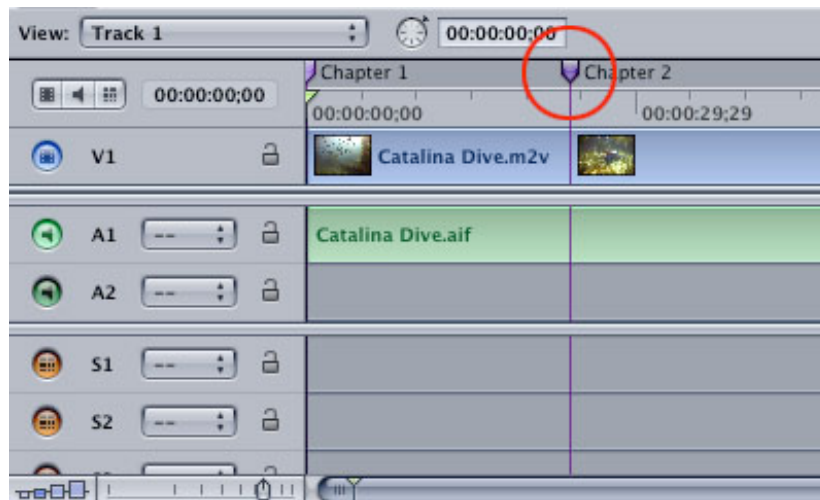 View: Track 1 00:00:00;00
Chapter 1 Chapter 2
00:00:00;00
00:00:00;00 00:00:29;29
V1 Catalina Dive.m2v
A1 -- Catalina Dive.aif
A2 --
S1 --
S2 --